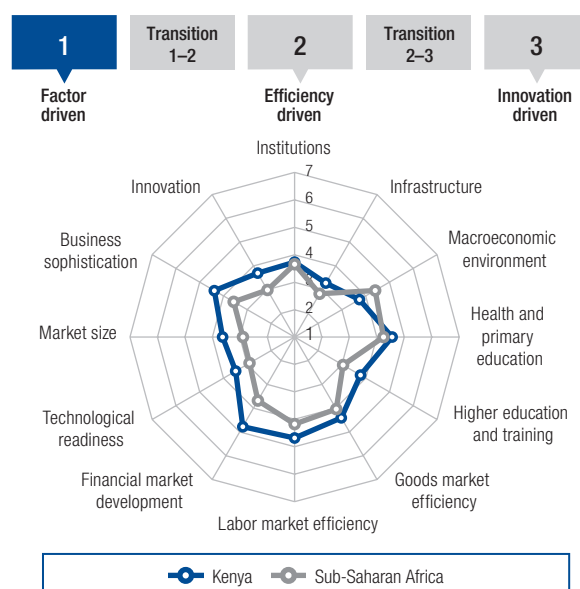 1
Transition
1–2
2
Transition
2–3
3
Factor
driven
Efficiency
driven
Innovation
driven
Institutions
7
6
5
4
3
2
1
Infrastructure
Macroeconomic
environment
Health and
primary
education
Higher education
and training
Goods market
efficiency
Labor market efficiency
Financial market
development
Technological
readiness
Market size
Business
sophistication
Innovation
Kenya
Sub-Saharan Africa